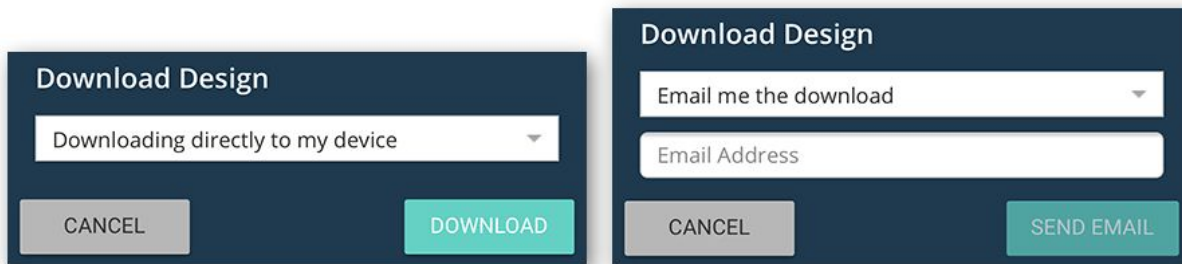 Download Design
Downloading directly to my device
CANCEL
DOWNLOAD
Download Design
Email me the download
Email Address
CANCEL
SEND EMAIL